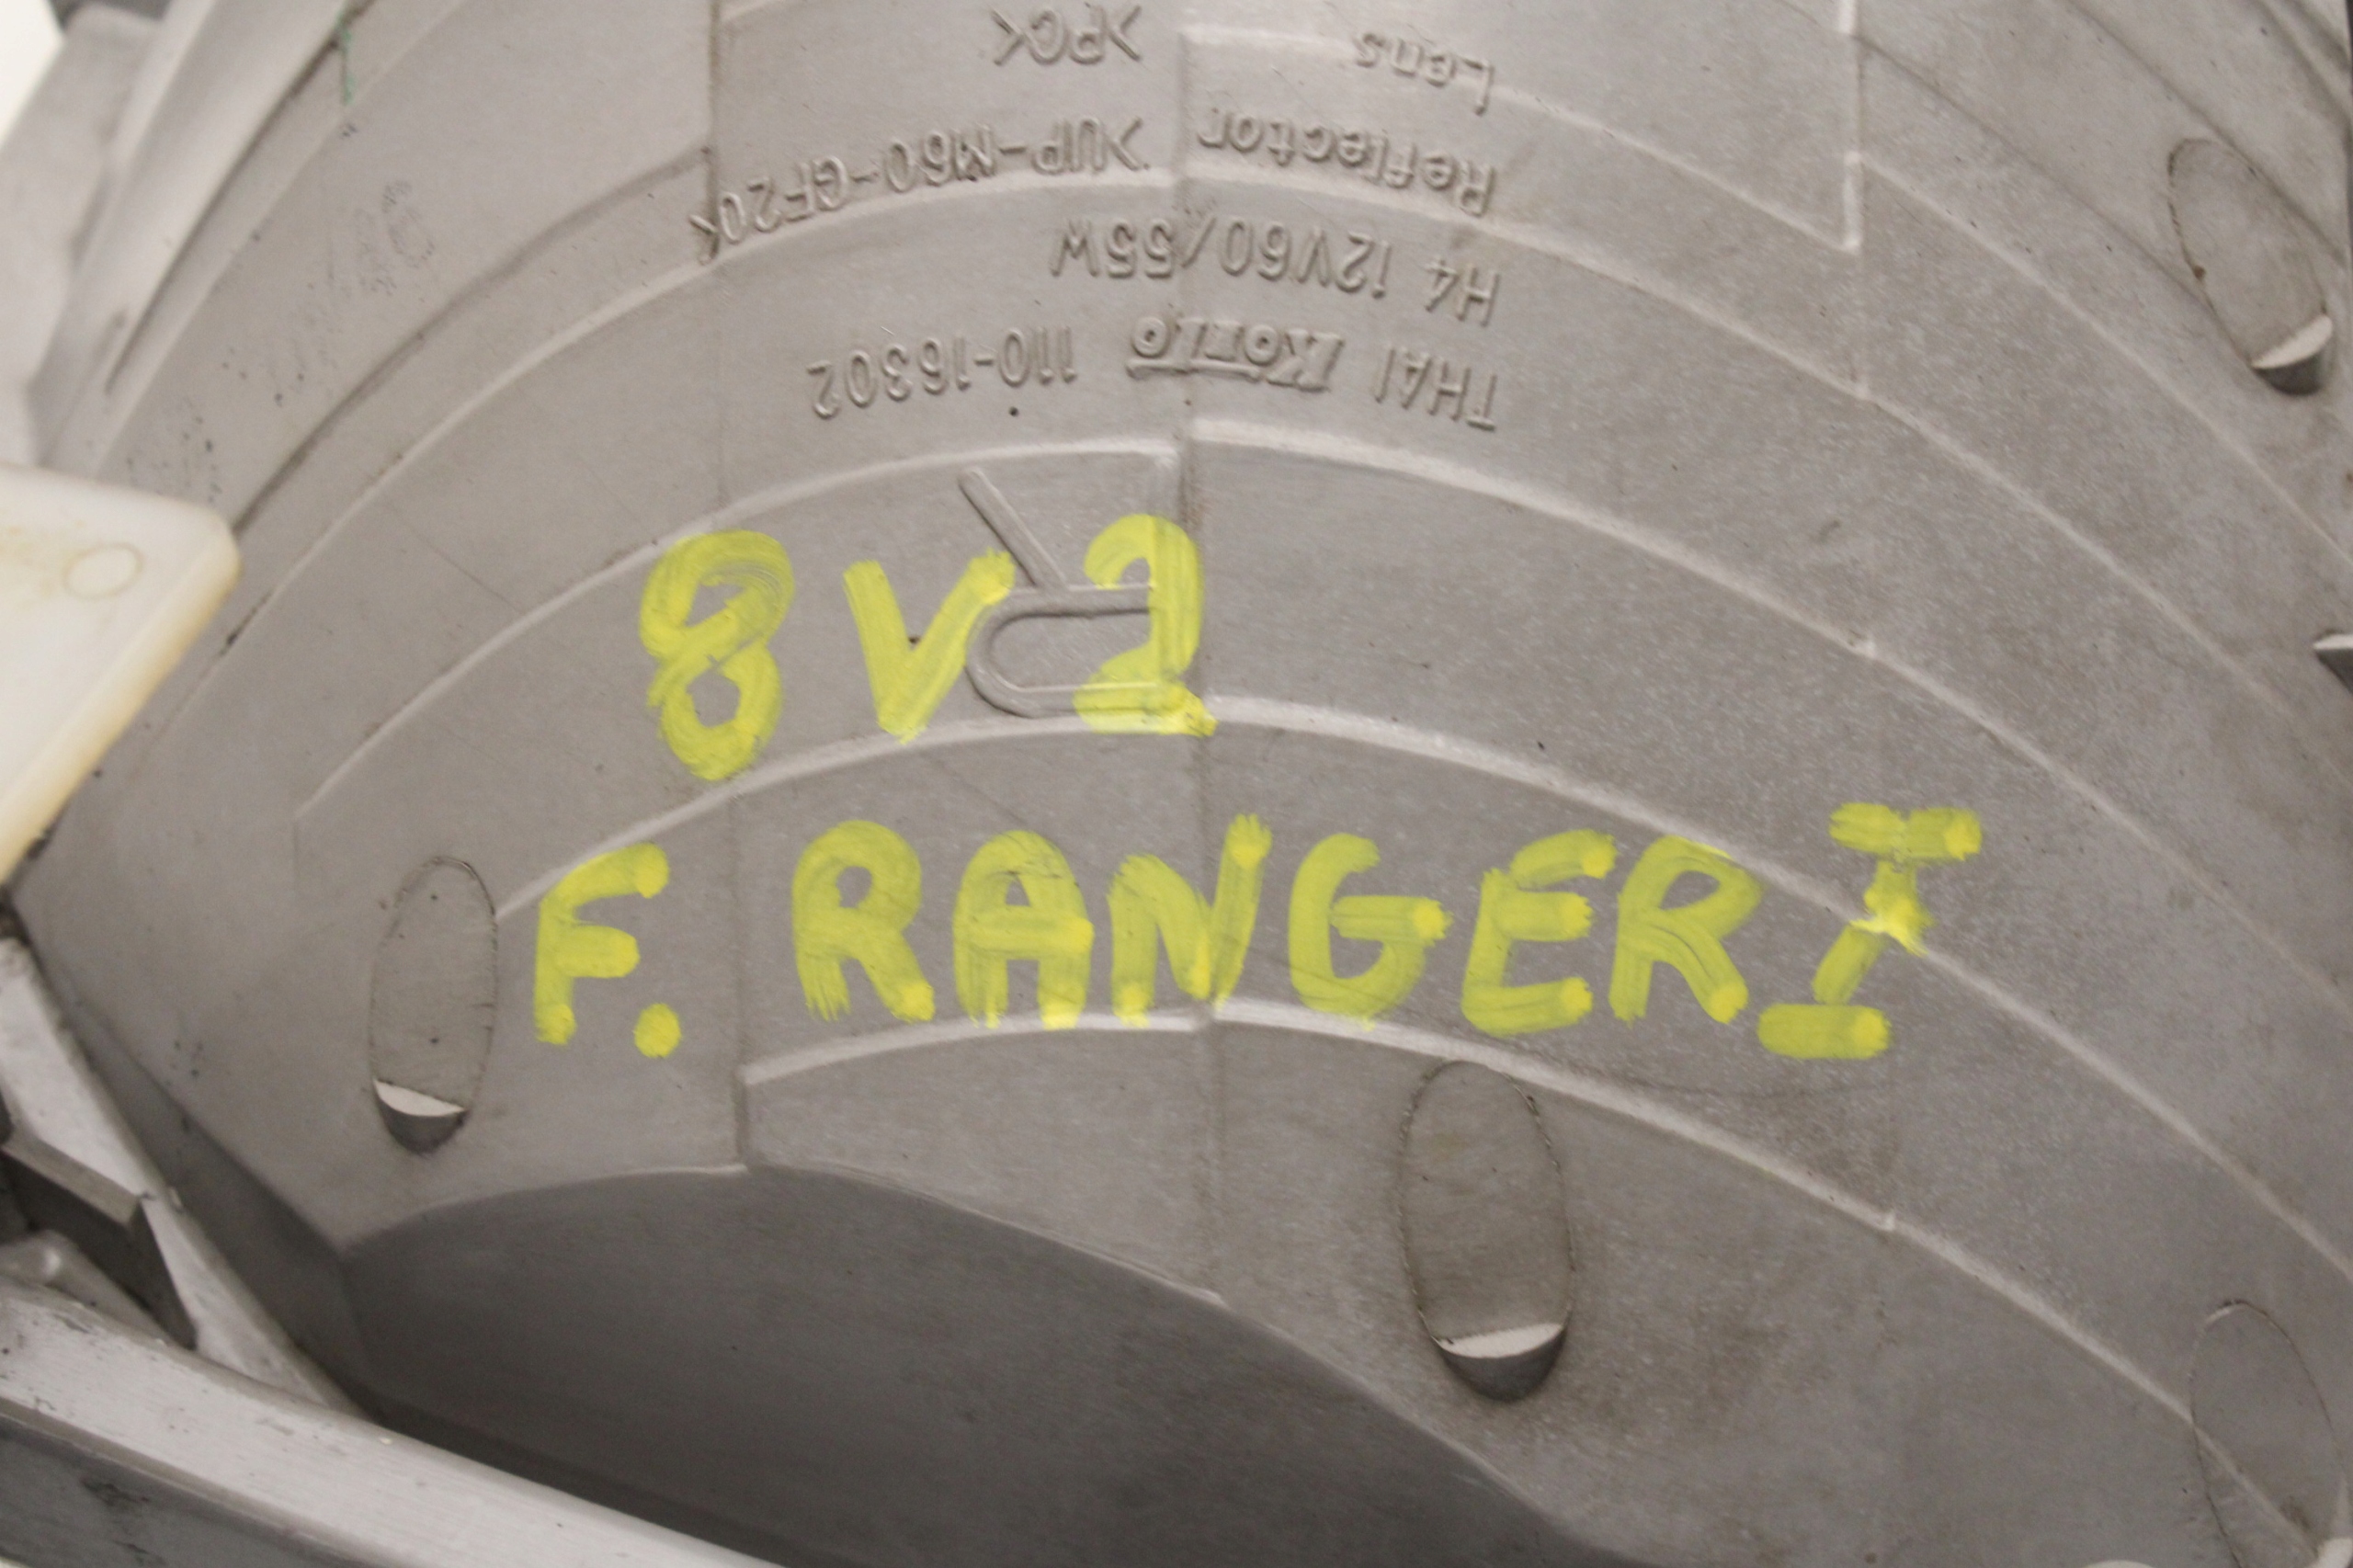 8V2
F. RANGER I
R
THAI KOITO 110-16302
H4 12V60/55W
Reflector >UP-M60-GF20<
Lens >PC<